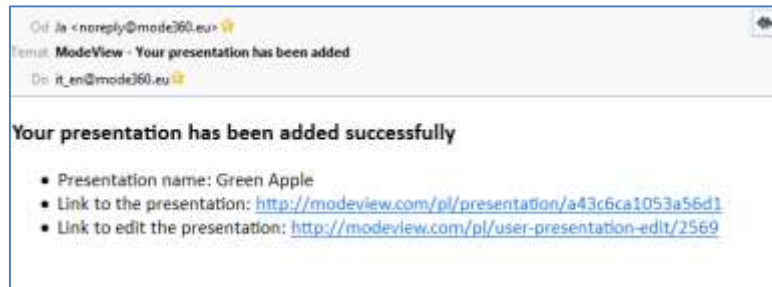 Od Ja <noreply@mode360.eu>
Temat ModeView - Your presentation has been added
Do it_en@mode360.eu
Your presentation has been added successfully
• Presentation name: Green Apple
• Link to the presentation: http://modeview.com/pl/presentation/a43c6ca1053a56d1
• Link to edit the presentation: http://modeview.com/pl/user-presentation-edit/2569